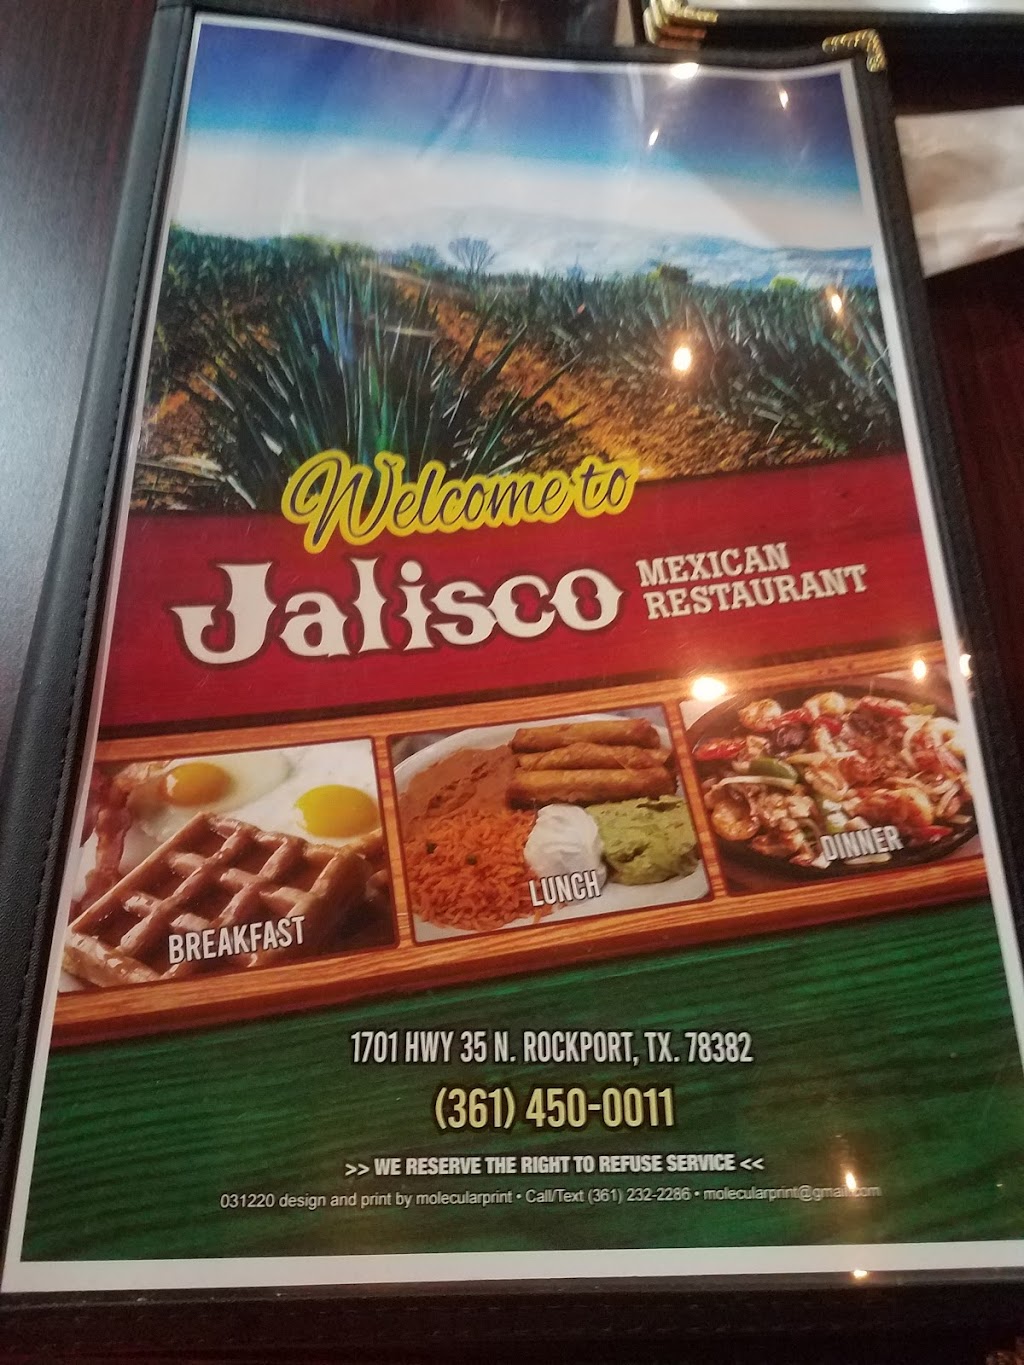 Welcome to
Jalisco MEXICAN
RESTAURANT
BREAKFAST
LUNCH
DINNER
1701 HWY 35 N. ROCKPORT, TX. 78382
(361) 450-0011
>> WE RESERVE THE RIGHT TO REFUSE SERVICE <<
031220 design and print by molecularprint • Call/Text (361) 232-2286 • molecularprint@gmail.com